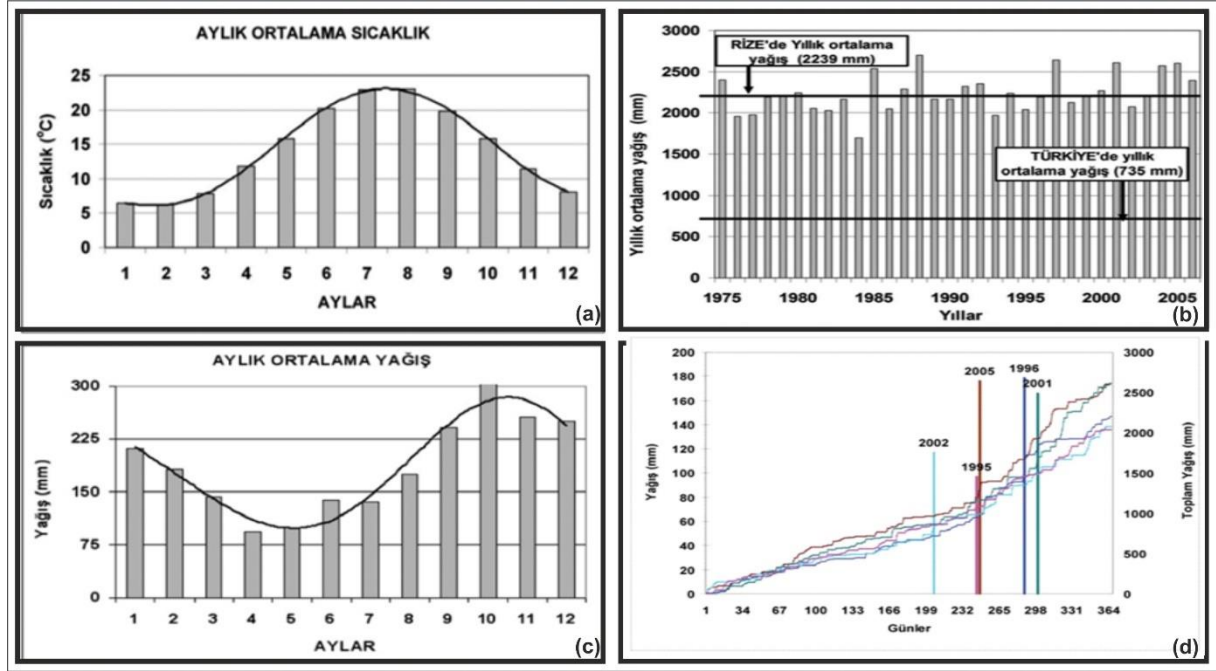 AYLIK ORTALAMA SICAKLIK
Sıcaklık (°C)
25
20
15
10
5
0
1 2 3 4 5 6 7 8 9 10 11 12
AYLAR
(a)
3000
2500
2000
1500
1000
500
0
Yıllık ortalama yağış (mm)
RİZE'de Yıllık ortalama
yağış (2239 mm)
TÜRKİYE'de yıllık
ortalama yağış (735 mm)
1975 1980 1985 1990 1995 2000 2005
Yıllar
(b)
AYLIK ORTALAMA YAĞIŞ
Yağış (mm)
300
225
150
75
0
1 2 3 4 5 6 7 8 9 10 11 12
AYLAR
(c)
Yağış (mm)
200
180
160
140
120
100
80
60
40
20
0
2002
1995
2005
1996
2001
3000
2500
2000
1500
1000
500
0
Toplam Yağış (mm)
1 34 67 100 133 166 199 232 265 298 331 364
Günler
(d)